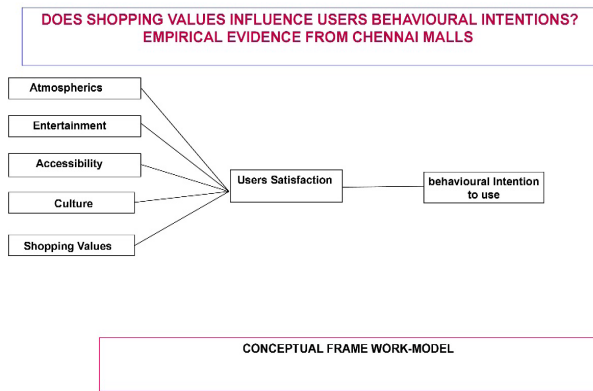 DOES SHOPPING VALUES INFLUENCE USERS BEHAVIOURAL INTENTIONS?
EMPIRICAL EVIDENCE FROM CHENNAI MALLS
Atmospherics
Entertainment
Accessibility
Culture
Shopping Values
Users Satisfaction
behavioural Intention
to use
CONCEPTUAL FRAME WORK-MODEL